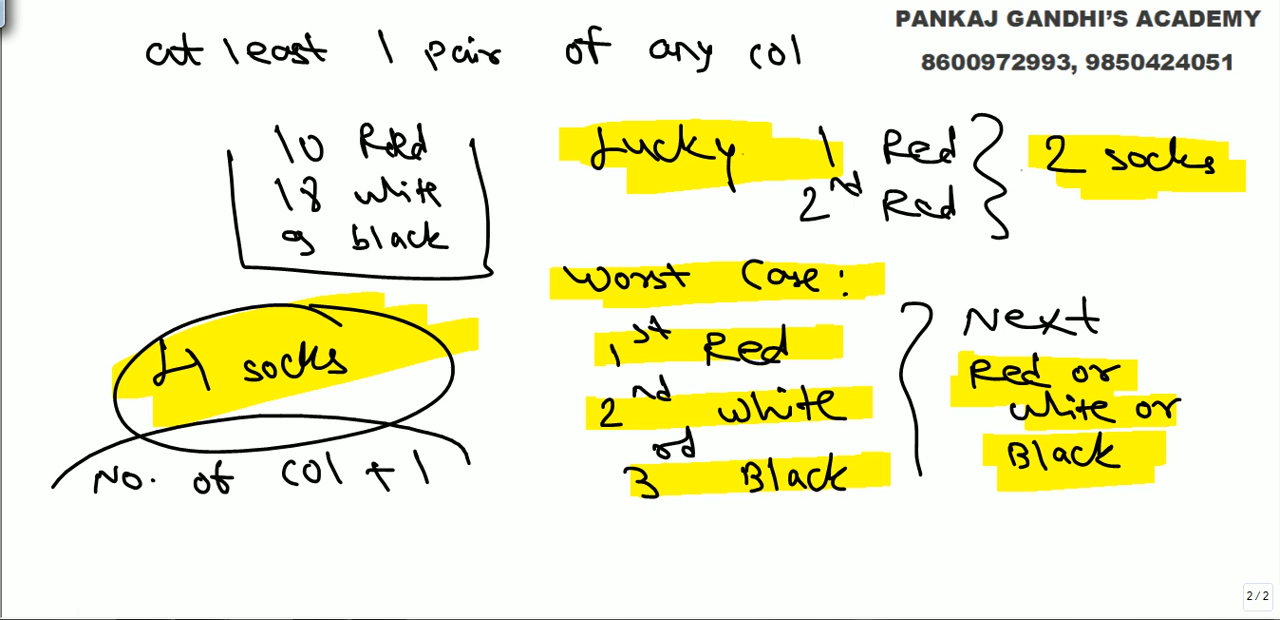 PANKAJ GANDHI'S ACADEMY
8600972993, 9850424051
at least 1 pair of any col
10 Red
18 white
9 black
Lucky 1 Red
2nd Red
2 socks
Worst Case:
1st Red
2nd white
3rd Black
Next
Red or
white or
Black
4 socks
No. of col + 1
2 / 2